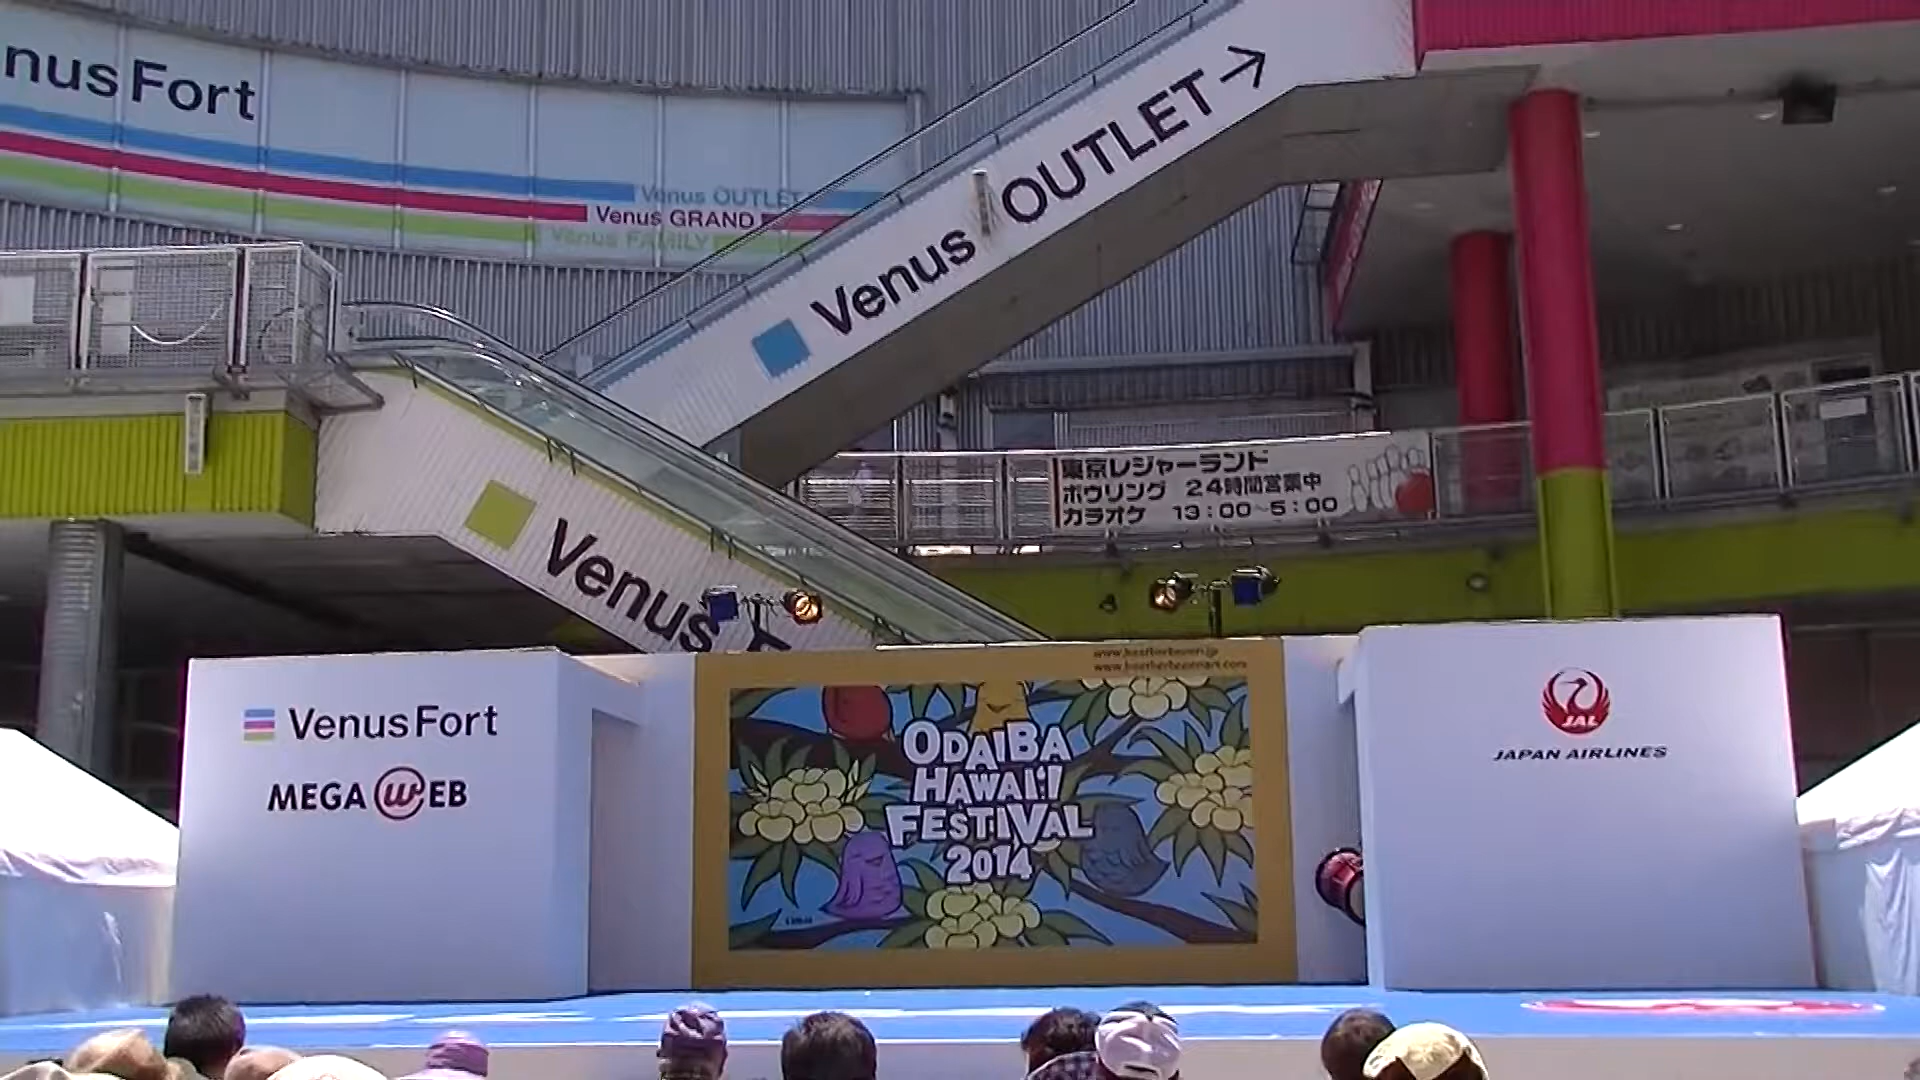 nus Fort
Venus OUTLET
Venus GRAND
Venus FAMILY
Venus OUTLET →
Venus F
東京レジャーランド
ボウリング 24時間営業中
カラオケ 13:00~5:00
VenusFort
MEGA WEB
ODAIBA
HAWAI'I
FESTIVAL
2014
JAL
JAPAN AIRLINES